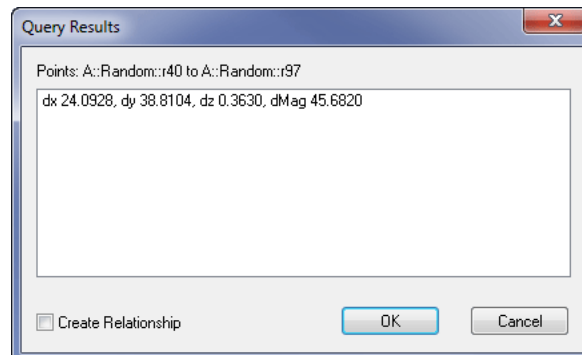 Query Results
Points: A::Random::r40 to A::Random::r97
dx 24.0928, dy 38.8104, dz 0.3630, dMag 45.6820
Create Relationship
OK
Cancel